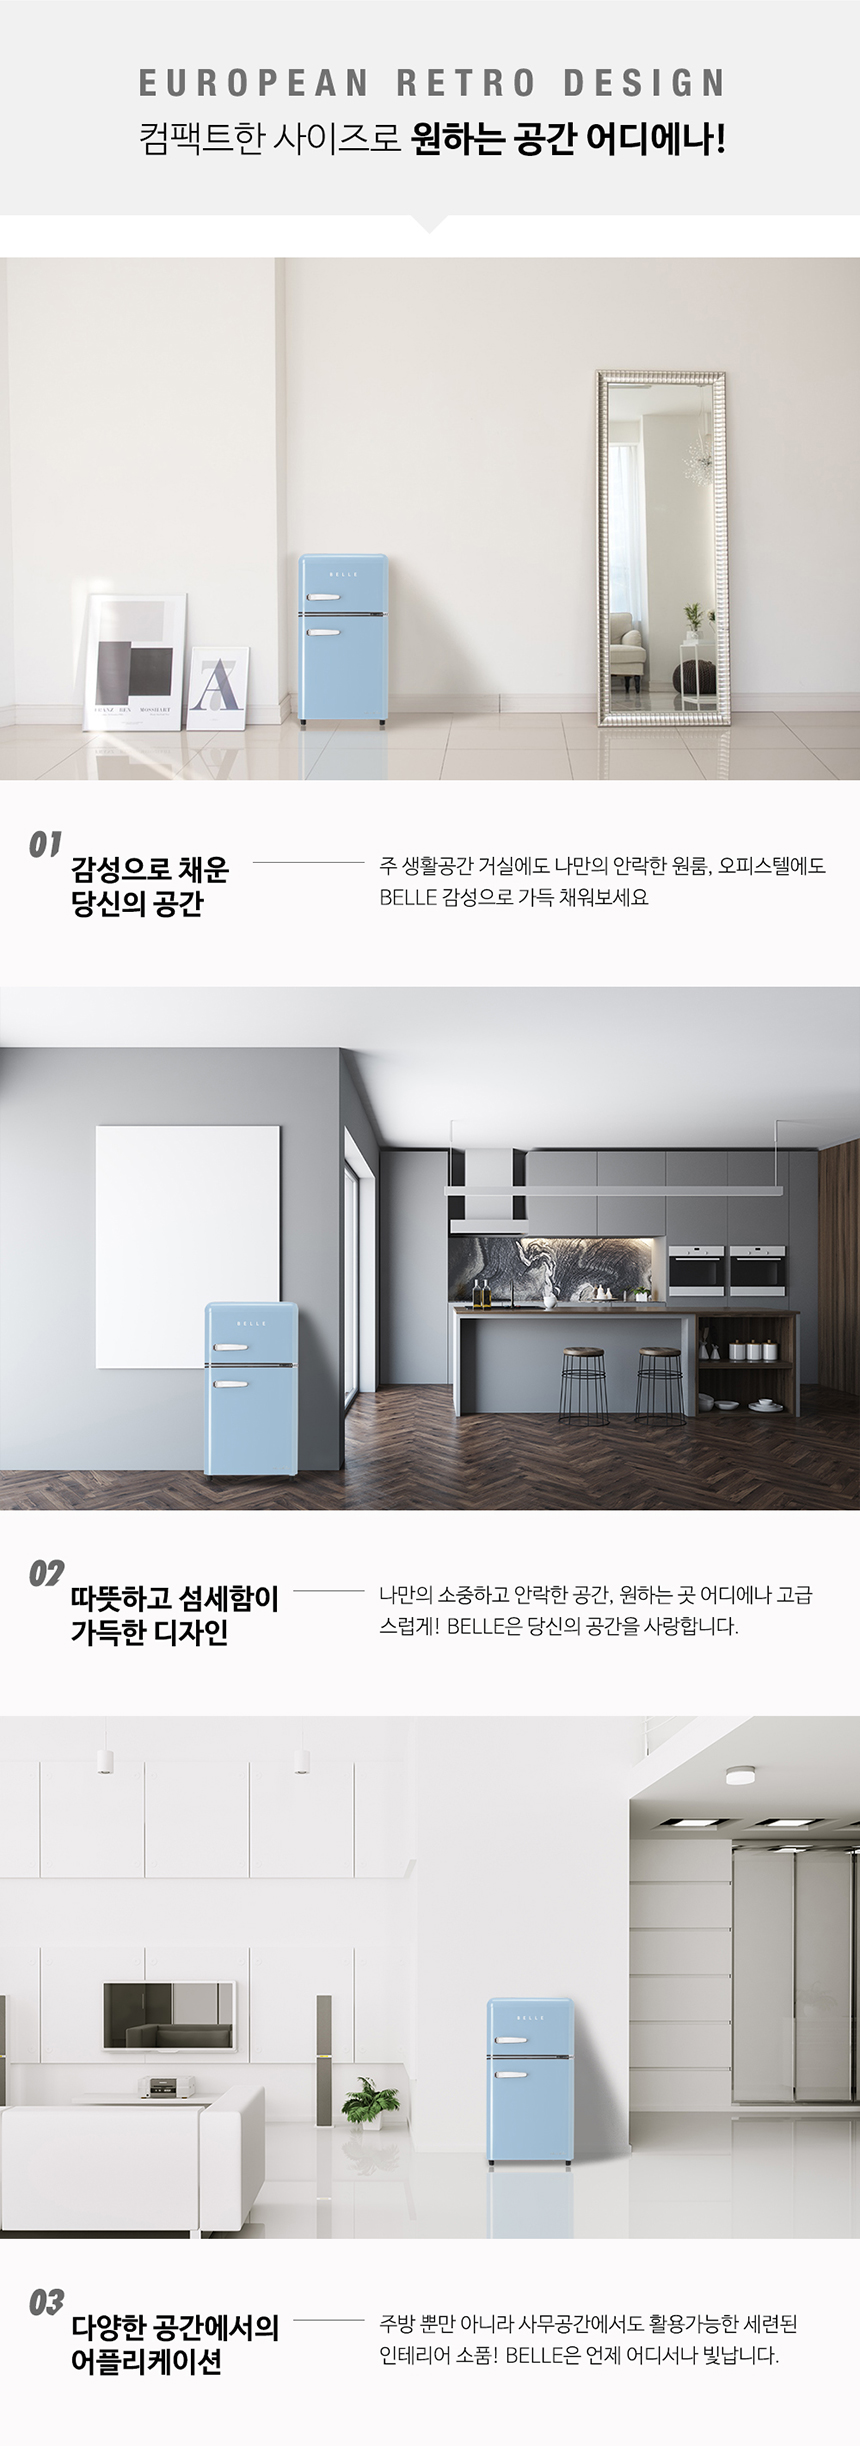 EUROPEAN RETRO DESIGN
컴팩트한 사이즈로 원하는 공간 어디에나!
BELLE
7
A
01
감성으로 채운
당신의 공간
주 생활공간 거실에도 나만의 안락한 원룸, 오피스텔에도
BELLE 감성으로 가득 채워보세요
BELLE
02
따뜻하고 섬세함이
가득한 디자인
나만의 소중하고 안락한 공간, 원하는 곳 어디에나 고급
스럽게! BELLE은 당신의 공간을 사랑합니다.
BELLE
03
다양한 공간에서의
어플리케이션
주방 뿐만 아니라 사무공간에서도 활용가능한 세련된
인테리어 소품! BELLE은 언제 어디서나 빛납니다.